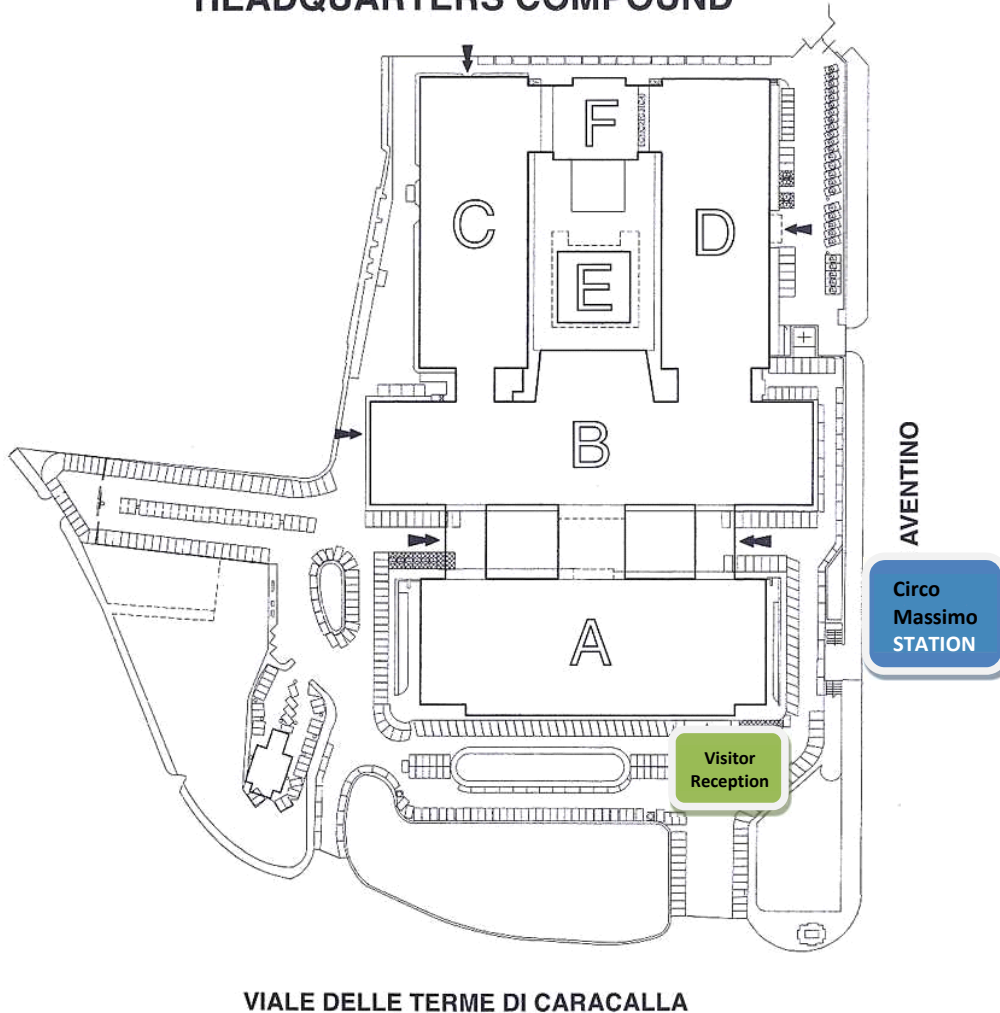 HEADQUARTERS COMPOUND
F
C
D
E
B
AVENTINO
Circo
Massimo
STATION
A
Visitor
Reception
VIALE DELLE TERME DI CARACALLA